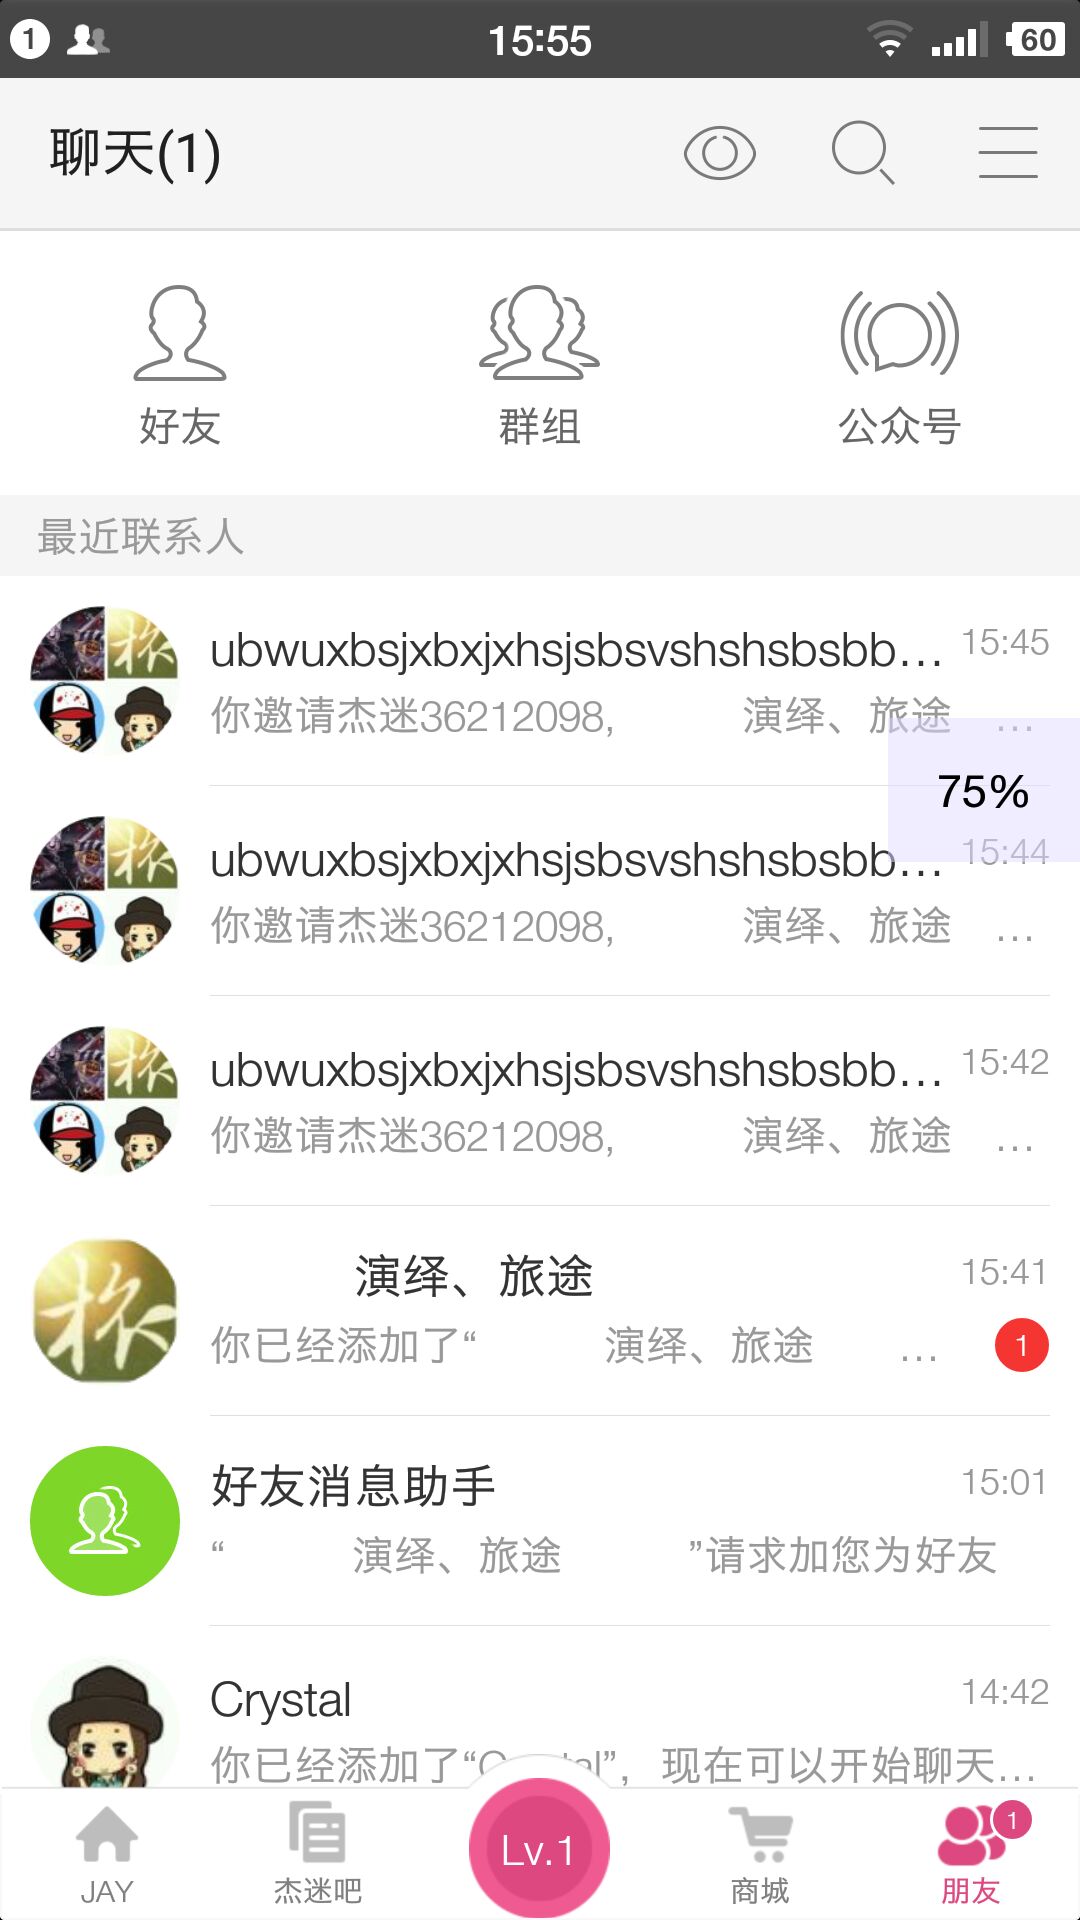 1
15:55
60
聊天(1)
好友
群组
公众号
最近联系人
ubwuxbsjxbxjxhsjsbsvshshsbsbb... 15:45
你邀请杰迷36212098, 演绎、旅途 ...
75%
ubwuxbsjxbxjxhsjsbsvshshsbsbb... 15:44
你邀请杰迷36212098, 演绎、旅途 ...
ubwuxbsjxbxjxhsjsbsvshshsbsbb... 15:42
你邀请杰迷36212098, 演绎、旅途 ...
演绎、旅途 15:41
你已经添加了“ 演绎、旅途 ... 1
好友消息助手 15:01
“ 演绎、旅途 ”请求加您为好友
Crystal 14:42
你已经添加了“Crystal”，现在可以开始聊天...
Lv.1
1
JAY
杰迷吧
商城
朋友